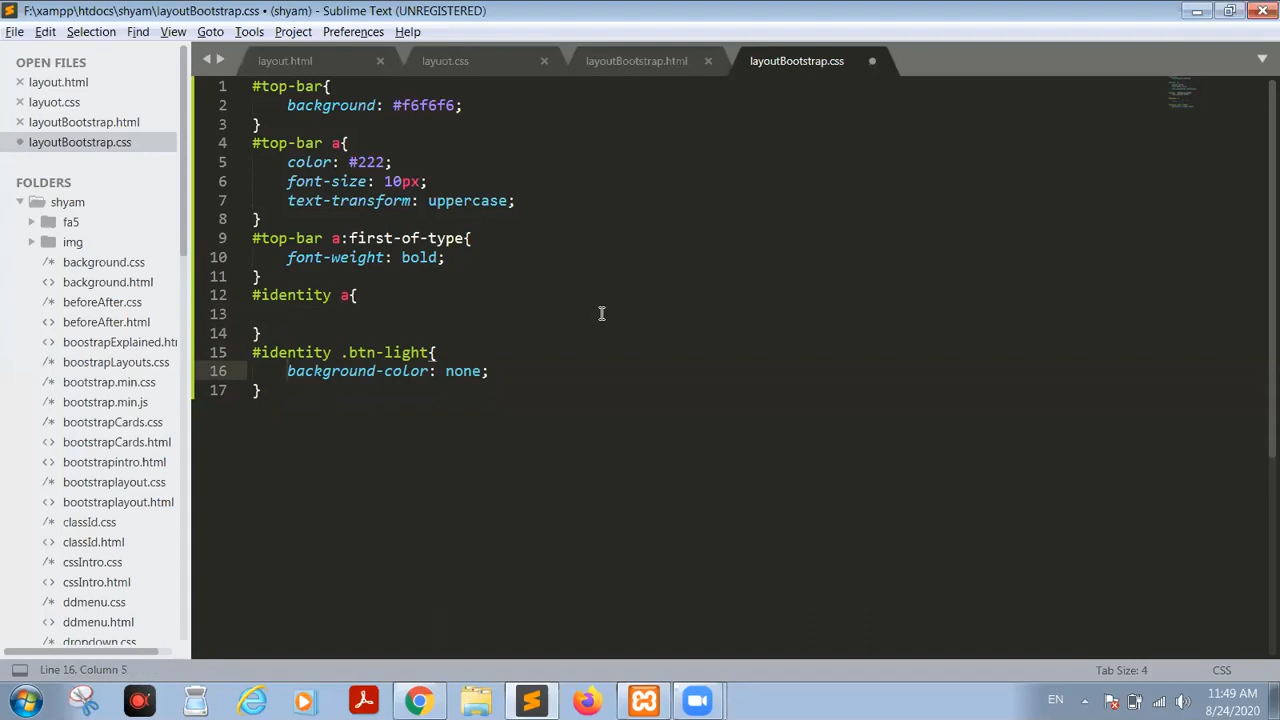 F:\xampp\htdocs\shyam\layoutBootstrap.css • (shyam) - Sublime Text (UNREGISTERED)
File Edit Selection Find View Goto Tools Project Preferences Help
OPEN FILES
layout.html
layuot.css
layoutBootstrap.html
layoutBootstrap.css
FOLDERS
shyam
fa5
img
background.css
background.html
beforeAfter.css
beforeAfter.html
boostrapExplained.ht
boostrapLayouts.css
bootstrap.min.css
bootstrap.min.js
bootstrapCards.css
bootstrapCards.html
bootstrapintro.html
bootstraplayout.css
bootstraplayout.html
classId.css
classId.html
cssIntro.css
cssIntro.html
ddmenu.css
ddmenu.html
dropdown.css
layout.html layuot.css layoutBootstrap.html layoutBootstrap.css
1 #top-bar{
2 background: #f6f6f6;
3 }
4 #top-bar a{
5 color: #222;
6 font-size: 10px;
7 text-transform: uppercase;
8 }
9 #top-bar a:first-of-type{
10 font-weight: bold;
11 }
12 #identity a{
13
14 }
15 #identity .btn-light{
16 background-color: none;
17 }
Line 16, Column 5 Tab Size: 4 CSS
EN 11:49 AM
8/24/2020